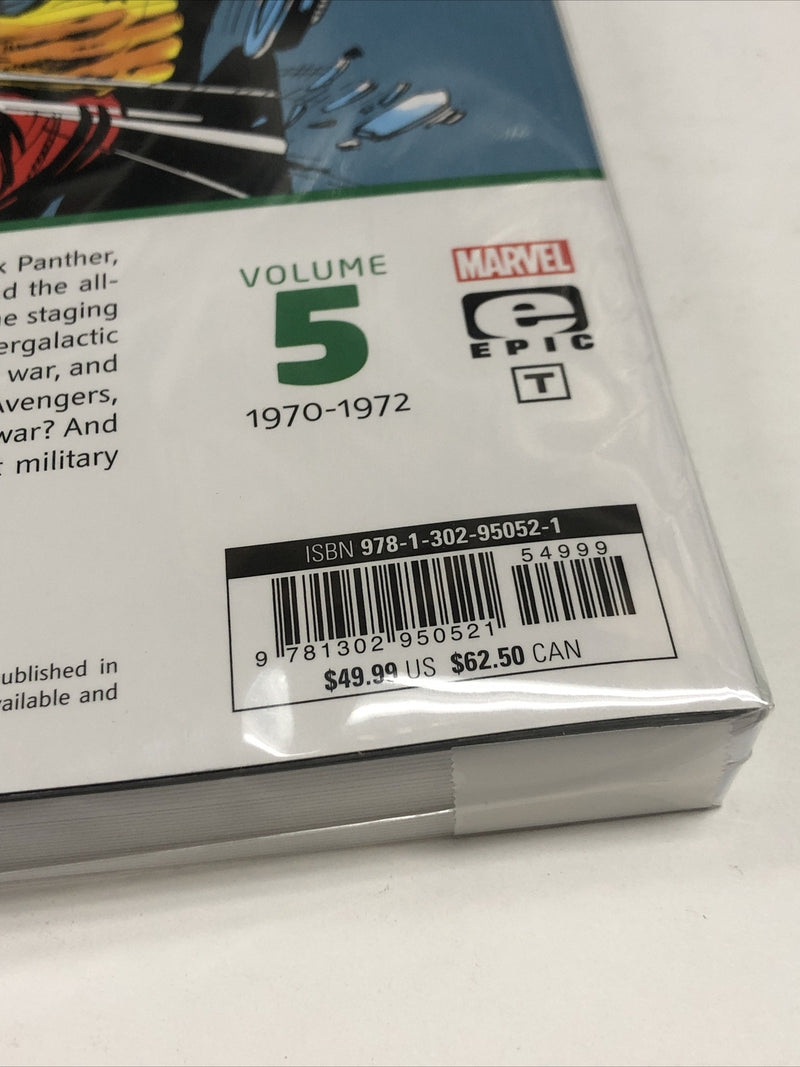 k Panther,
d the all-
e staging
ergalactic
war, and
Avengers,
war? And
t military
VOLUME
5
1970-1972
MARVEL
e
EPIC
T
ublished in
ailable and
ISBN 978-1-302-95052-1
54999
9 781302 950521
$49.99 US $62.50 CAN